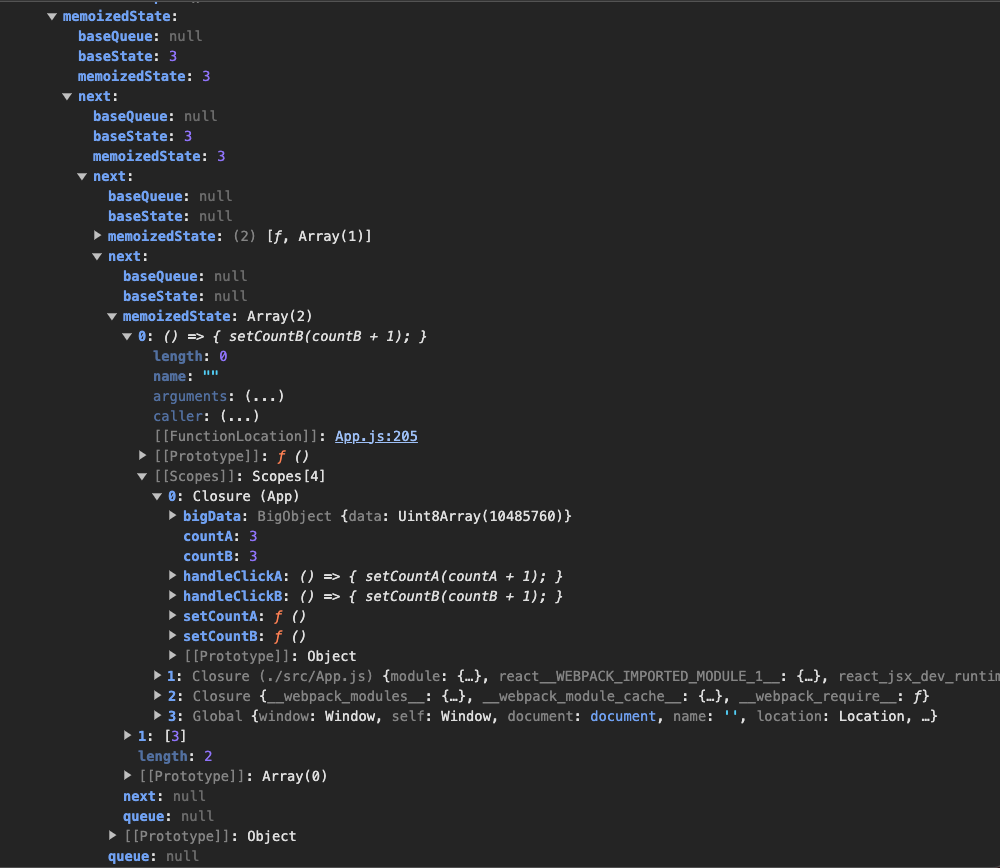 memoizedState:
baseQueue: null
baseState: 3
memoizedState: 3
next:
baseQueue: null
baseState: 3
memoizedState: 3
next:
baseQueue: null
baseState: null
memoizedState: (2) [ƒ, Array(1)]
next:
baseQueue: null
baseState: null
memoizedState: Array(2)
0: () => { setCountB(countB + 1); }
length: 0
name: ""
arguments: (...)
caller: (...)
[[FunctionLocation]]: App.js:205
[[Prototype]]: ƒ ()
[[Scopes]]: Scopes[4]
0: Closure (App)
bigData: BigObject {data: Uint8Array(10485760)}
countA: 3
countB: 3
handleClickA: () => { setCountA(countA + 1); }
handleClickB: () => { setCountB(countB + 1); }
setCountA: ƒ ()
setCountB: ƒ ()
[[Prototype]]: Object
1: Closure (./src/App.js) {module: {…}, react__WEBPACK_IMPORTED_MODULE_1__: {…}, react_jsx_dev_runtim
2: Closure {__webpack_modules__: {…}, __webpack_module_cache__: {…}, __webpack_require__: ƒ}
3: Global {window: Window, self: Window, document: document, name: '', location: Location, …}
1: [3]
length: 2
[[Prototype]]: Array(0)
next: null
queue: null
[[Prototype]]: Object
queue: null